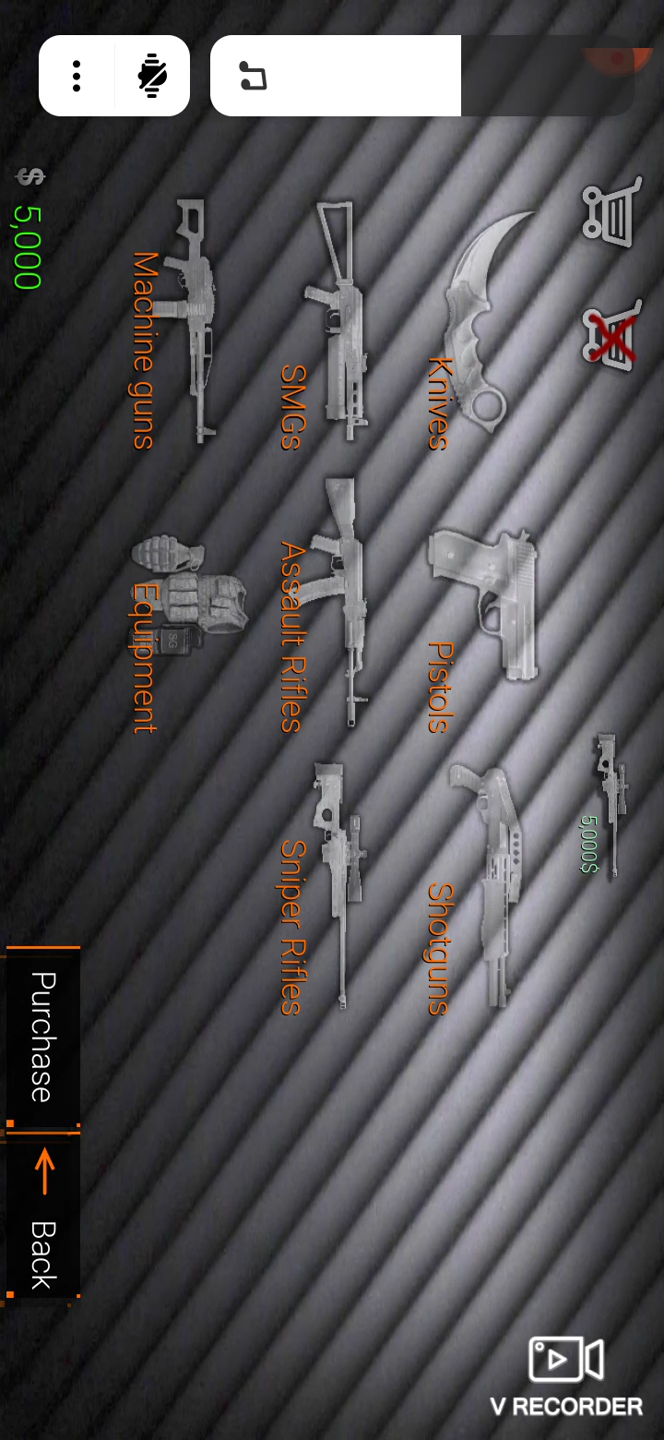 5,000$
Knives
Pistols
Shotguns
SMGs
Assault Rifles
Sniper Rifles
Machine guns
Equipment
$ 5,000
Purchase
Back
V RECORDER